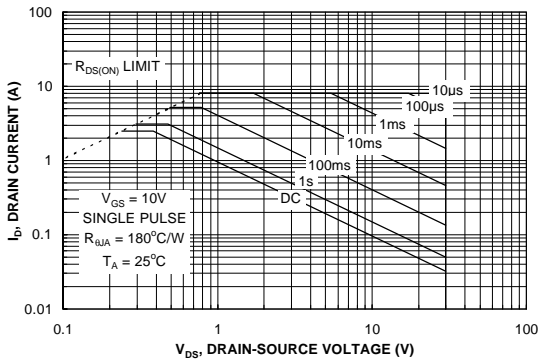 100
10
1
0.1
0.01
I_D, DRAIN CURRENT (A)
R_DS(ON) LIMIT
10µs
100µs
1ms
10ms
100ms
1s
DC
V_GS = 10V
SINGLE PULSE
R_θJA = 180°C/W
T_A = 25°C
0.1
1
10
100
V_DS, DRAIN-SOURCE VOLTAGE (V)